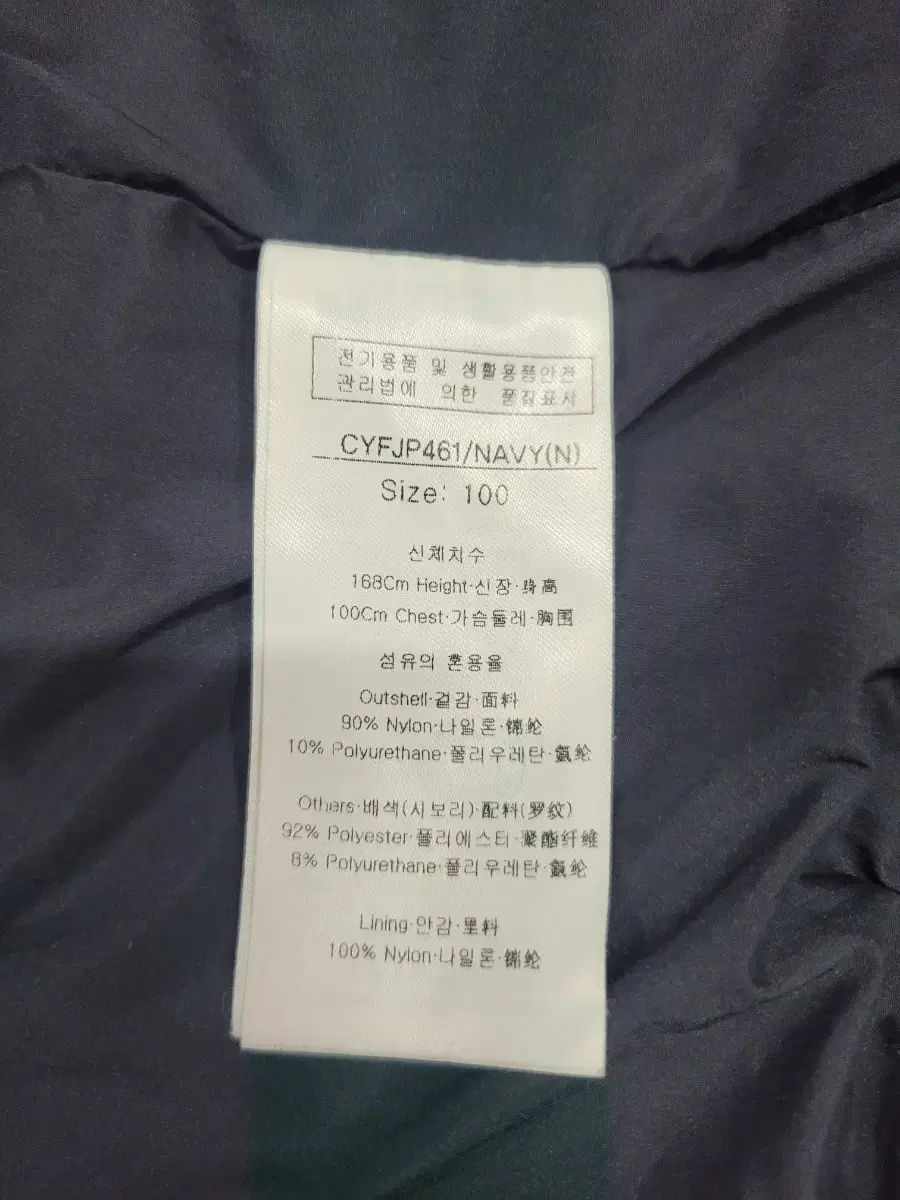 전기용품 및 생활용품안전
관리법에 의한 품질표시
CYFJP461/NAVY(N)
Size: 100
신체치수
168Cm Height·신장·身高
100Cm Chest·가슴둘레·胸围
섬유의 혼용율
Outshell·겉감·面料
90% Nylon·나일론·锦纶
10% Polyurethane·폴리우레탄·氨纶
Others·배색(시보리)·配料(罗纹)
92% Polyester·폴리에스터·聚酯纤维
8% Polyurethane·폴리우레탄·氨纶
Lining·안감·里料
100% Nylon·나일론·锦纶